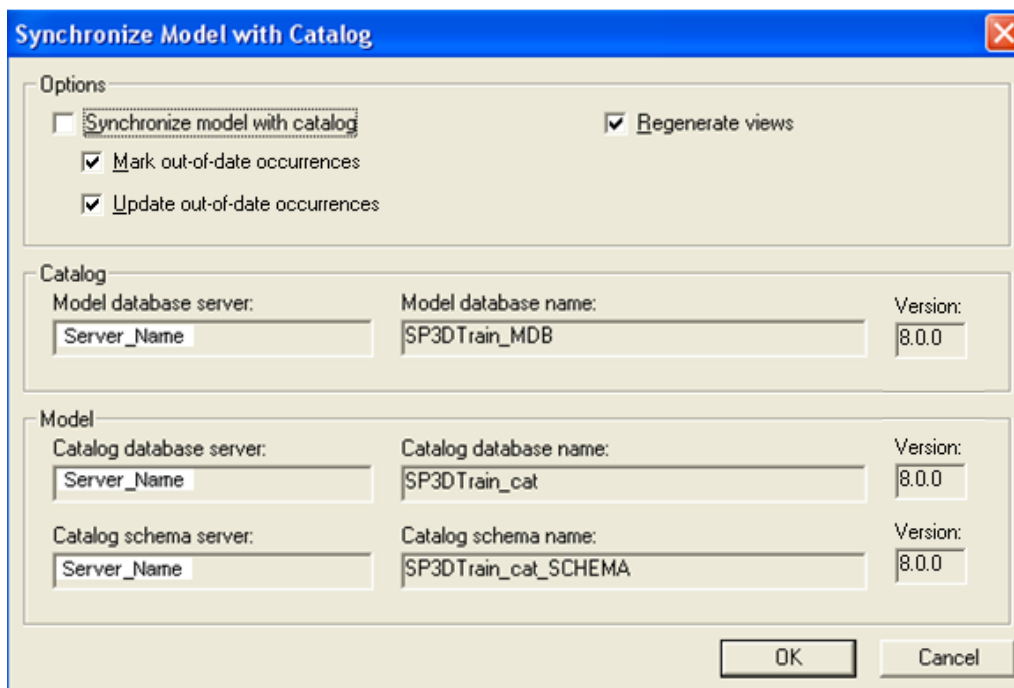 Synchronize Model with Catalog
Options
Synchronize model with catalog
Regenerate views
Mark out-of-date occurrences
Update out-of-date occurrences
Catalog
Model database server:
Model database name:
Version:
Server_Name
SP3DTrain_MDB
8.0.0
Model
Catalog database server:
Catalog database name:
Version:
Server_Name
SP3DTrain_cat
8.0.0
Catalog schema server:
Catalog schema name:
Version:
Server_Name
SP3DTrain_cat_SCHEMA
8.0.0
OK
Cancel